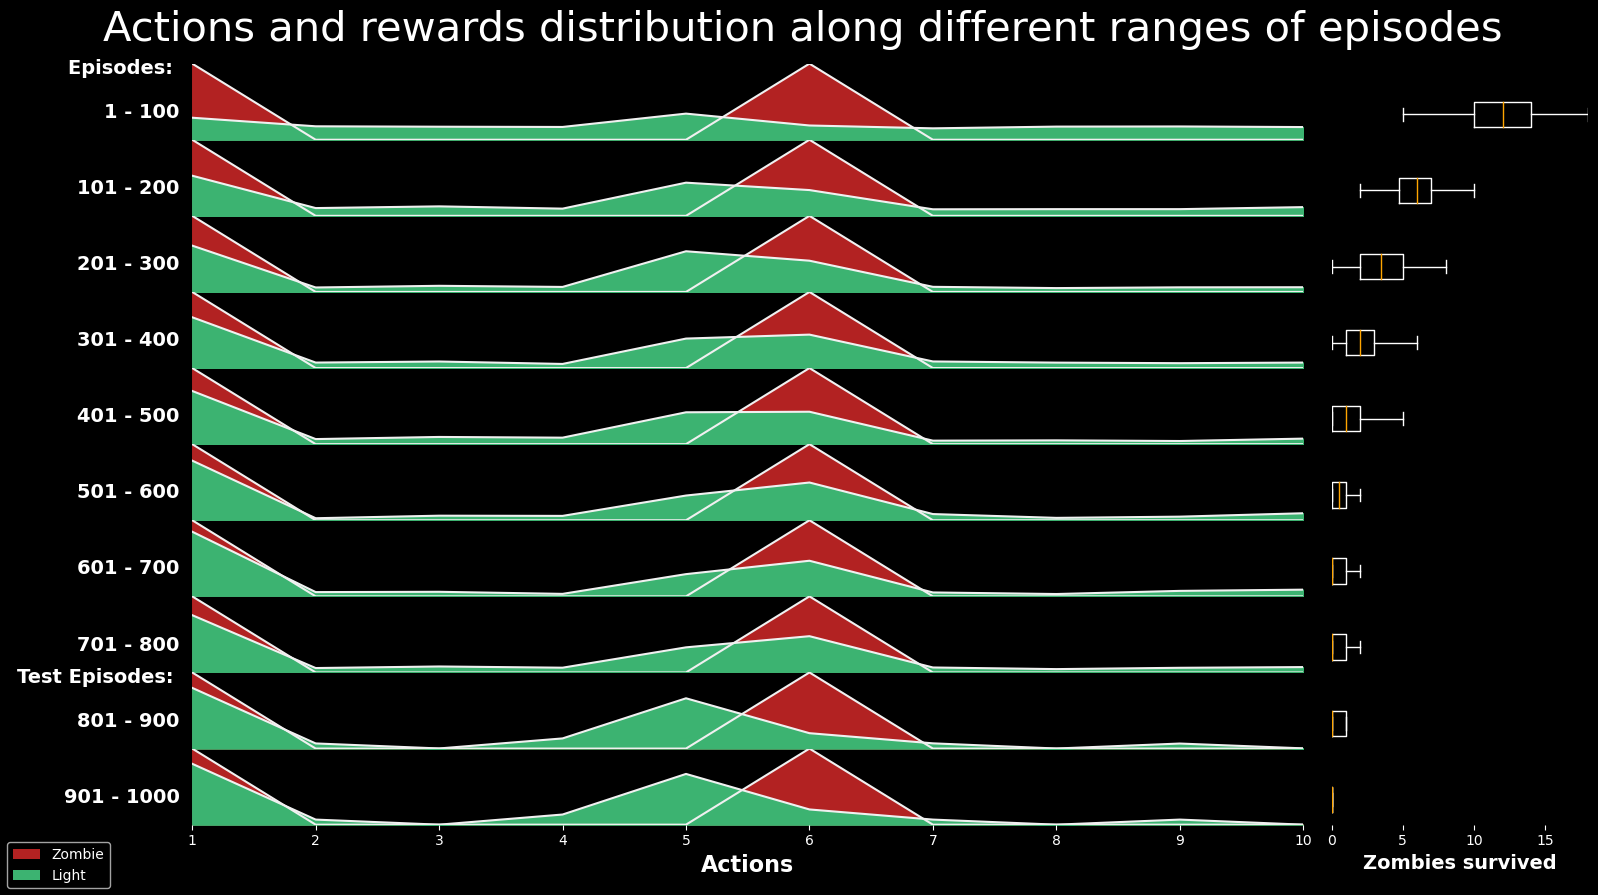 Actions and rewards distribution along different ranges of episodes
Episodes:
1 - 100
101 - 200
201 - 300
301 - 400
401 - 500
501 - 600
601 - 700
701 - 800
Test Episodes:
801 - 900
901 - 1000
1 2 3 4 5 6 7 8 9 10
0 5 10 15
Actions
Zombies survived
Zombie
Light